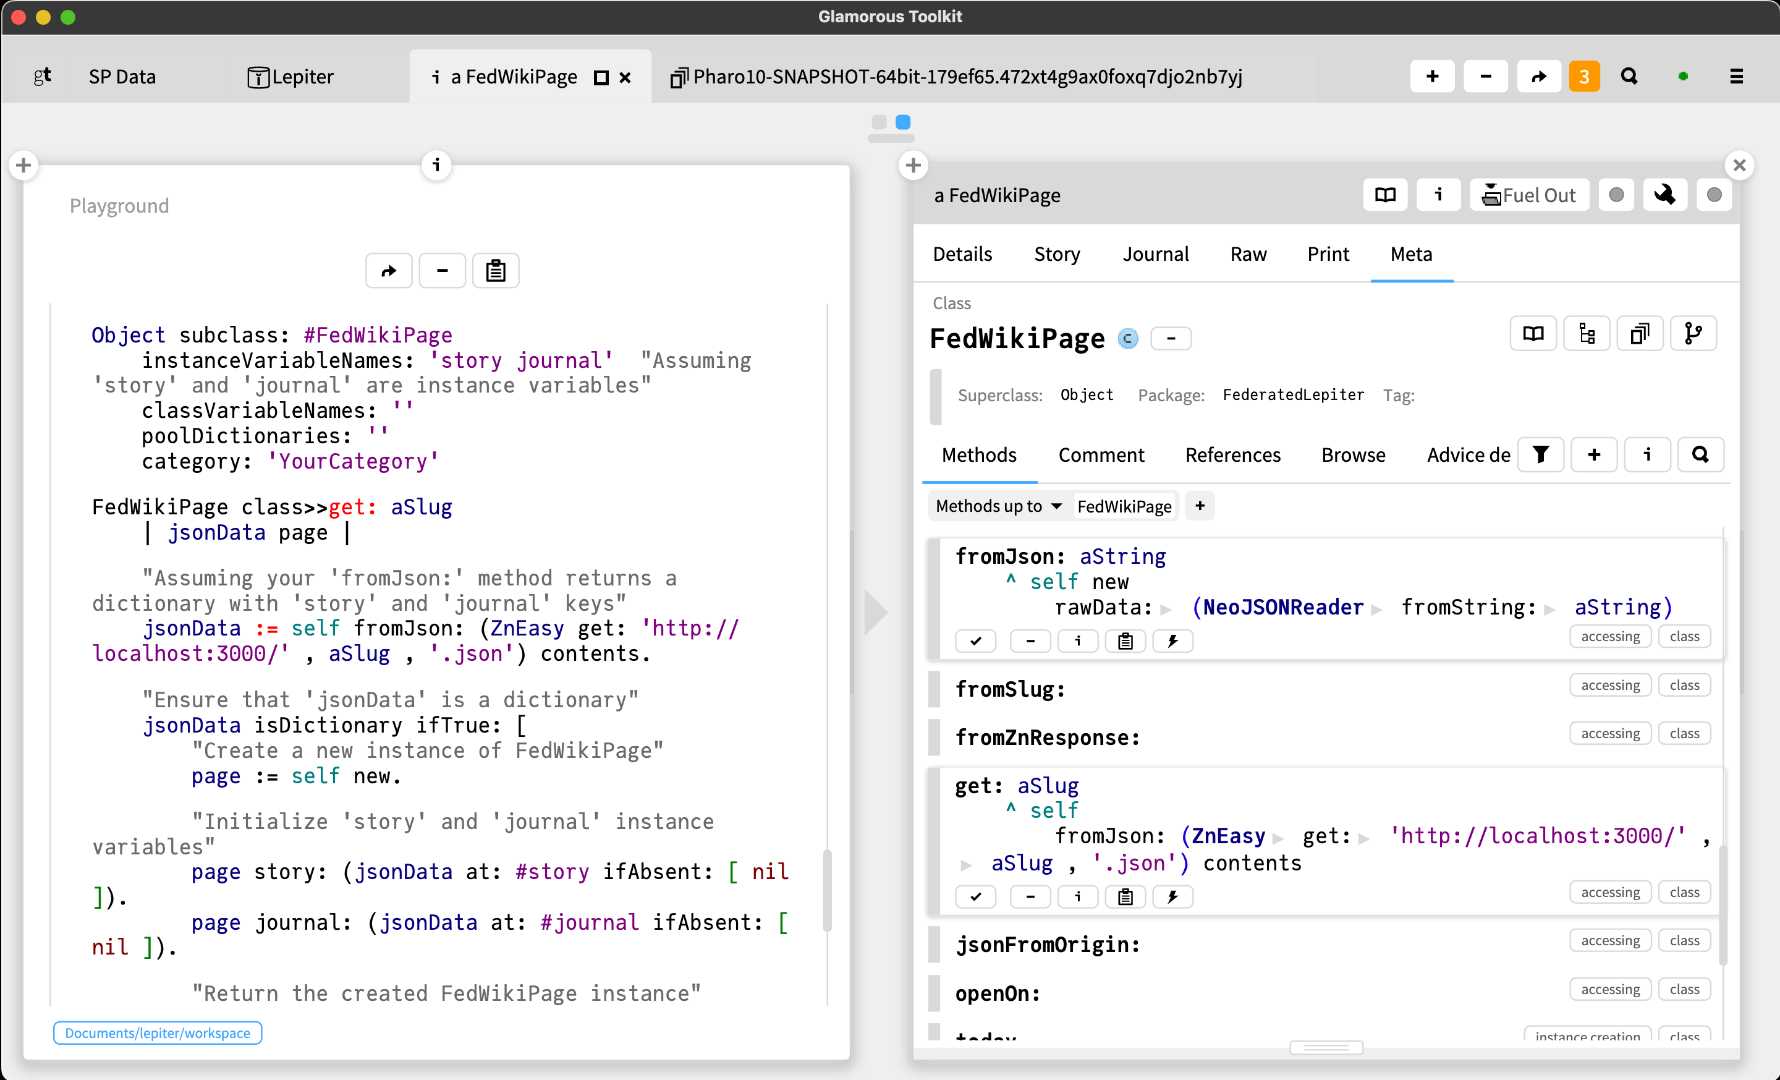 Glamorous Toolkit
gt
SP Data
Lepiter
i a FedWikiPage
Pharo10-SNAPSHOT-64bit-179ef65.472xt4g9ax0foxq7djo2nb7yj
3
i
Playground
Object subclass: #FedWikiPage
instanceVariableNames: 'story journal'  "Assuming
'story' and 'journal' are instance variables"
classVariableNames: ''
poolDictionaries: ''
category: 'YourCategory'
FedWikiPage class>>get: aSlug
| jsonData page |
"Assuming your 'fromJson:' method returns a
dictionary with 'story' and 'journal' keys"
jsonData := self fromJson: (ZnEasy get: 'http://
localhost:3000/' , aSlug , '.json') contents.
"Ensure that 'jsonData' is a dictionary"
jsonData isDictionary ifTrue: [
"Create a new instance of FedWikiPage"
page := self new.
"Initialize 'story' and 'journal' instance
variables"
page story: (jsonData at: #story ifAbsent: [ nil
]).
page journal: (jsonData at: #journal ifAbsent: [
nil ]).
"Return the created FedWikiPage instance"
Documents/lepiter/workspace
a FedWikiPage
i
Fuel Out
Details Story Journal Raw Print Meta
Class
FedWikiPage C
Superclass: Object Package: FederatedLepiter Tag:
Methods Comment References Browse Advice de
i
Methods up to FedWikiPage +
fromJson: aString
^ self new
rawData: (NeoJSONReader fromString: aString)
i
accessing class
fromSlug:
accessing class
fromZnResponse:
accessing class
get: aSlug
^ self
fromJson: (ZnEasy get: 'http://localhost:3000/' ,
aSlug , '.json') contents
i
accessing class
jsonFromOrigin:
accessing class
openOn:
accessing class
today
instance creation class